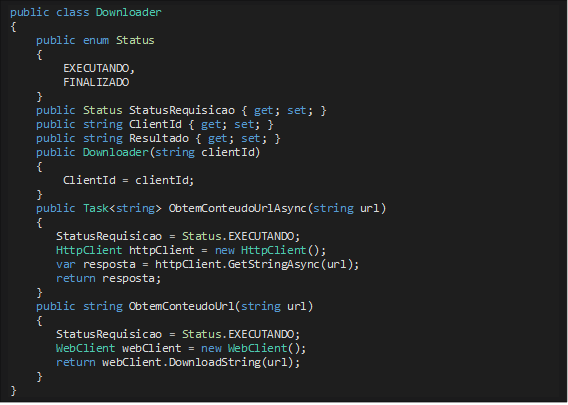 public class Downloader
{
    public enum Status
    {
        EXECUTANDO,
        FINALIZADO
    }
    public Status StatusRequisicao { get; set; }
    public string ClientId { get; set; }
    public string Resultado { get; set; }
    public Downloader(string clientId)
    {
        ClientId = clientId;
    }
    public Task<string> ObtemConteudoUrlAsync(string url)
    {
       StatusRequisicao = Status.EXECUTANDO;
       HttpClient httpClient = new HttpClient();
       var resposta = httpClient.GetStringAsync(url);
       return resposta;
    }
    public string ObtemConteudoUrl(string url)
    {
       StatusRequisicao = Status.EXECUTANDO;
       WebClient webClient = new WebClient();
       return webClient.DownloadString(url);
    }
}